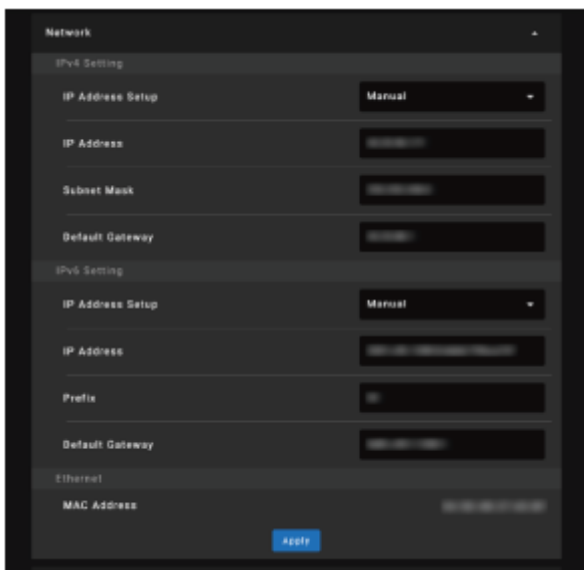 Network
IPv4 Setting
IP Address Setup Manual
IP Address
Subnet Mask
Default Gateway
IPv6 Setting
IP Address Setup Manual
IP Address
Prefix
Default Gateway
Ethernet
MAC Address
Apply